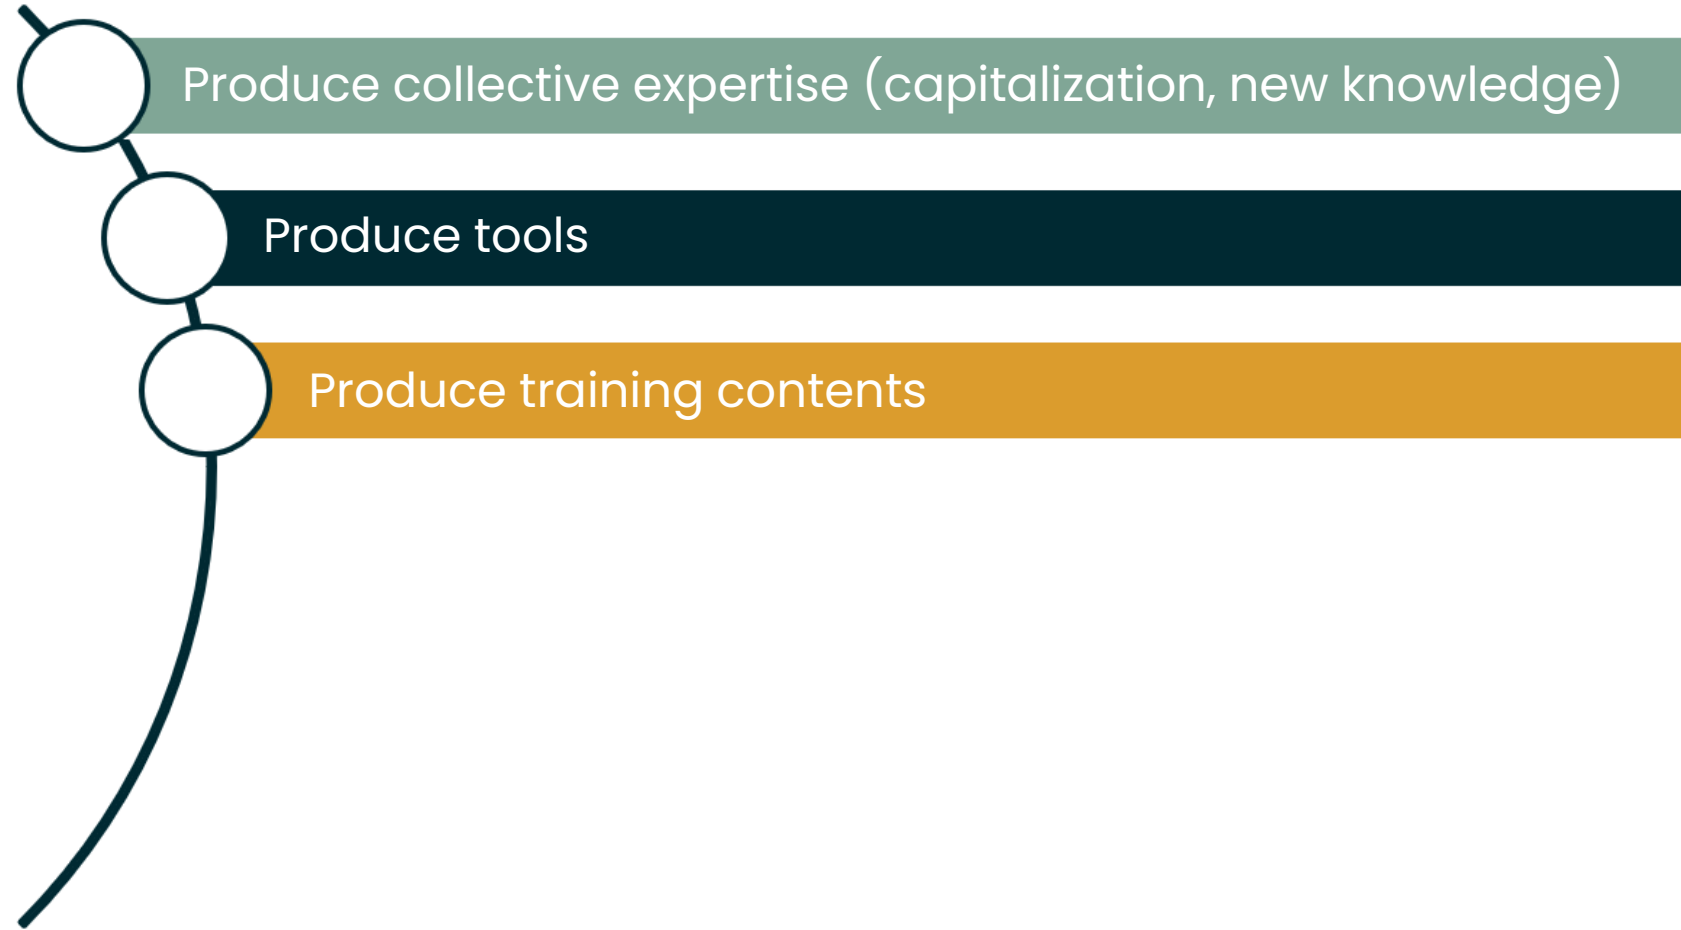 Produce collective expertise (capitalization, new knowledge)
Produce tools
Produce training contents